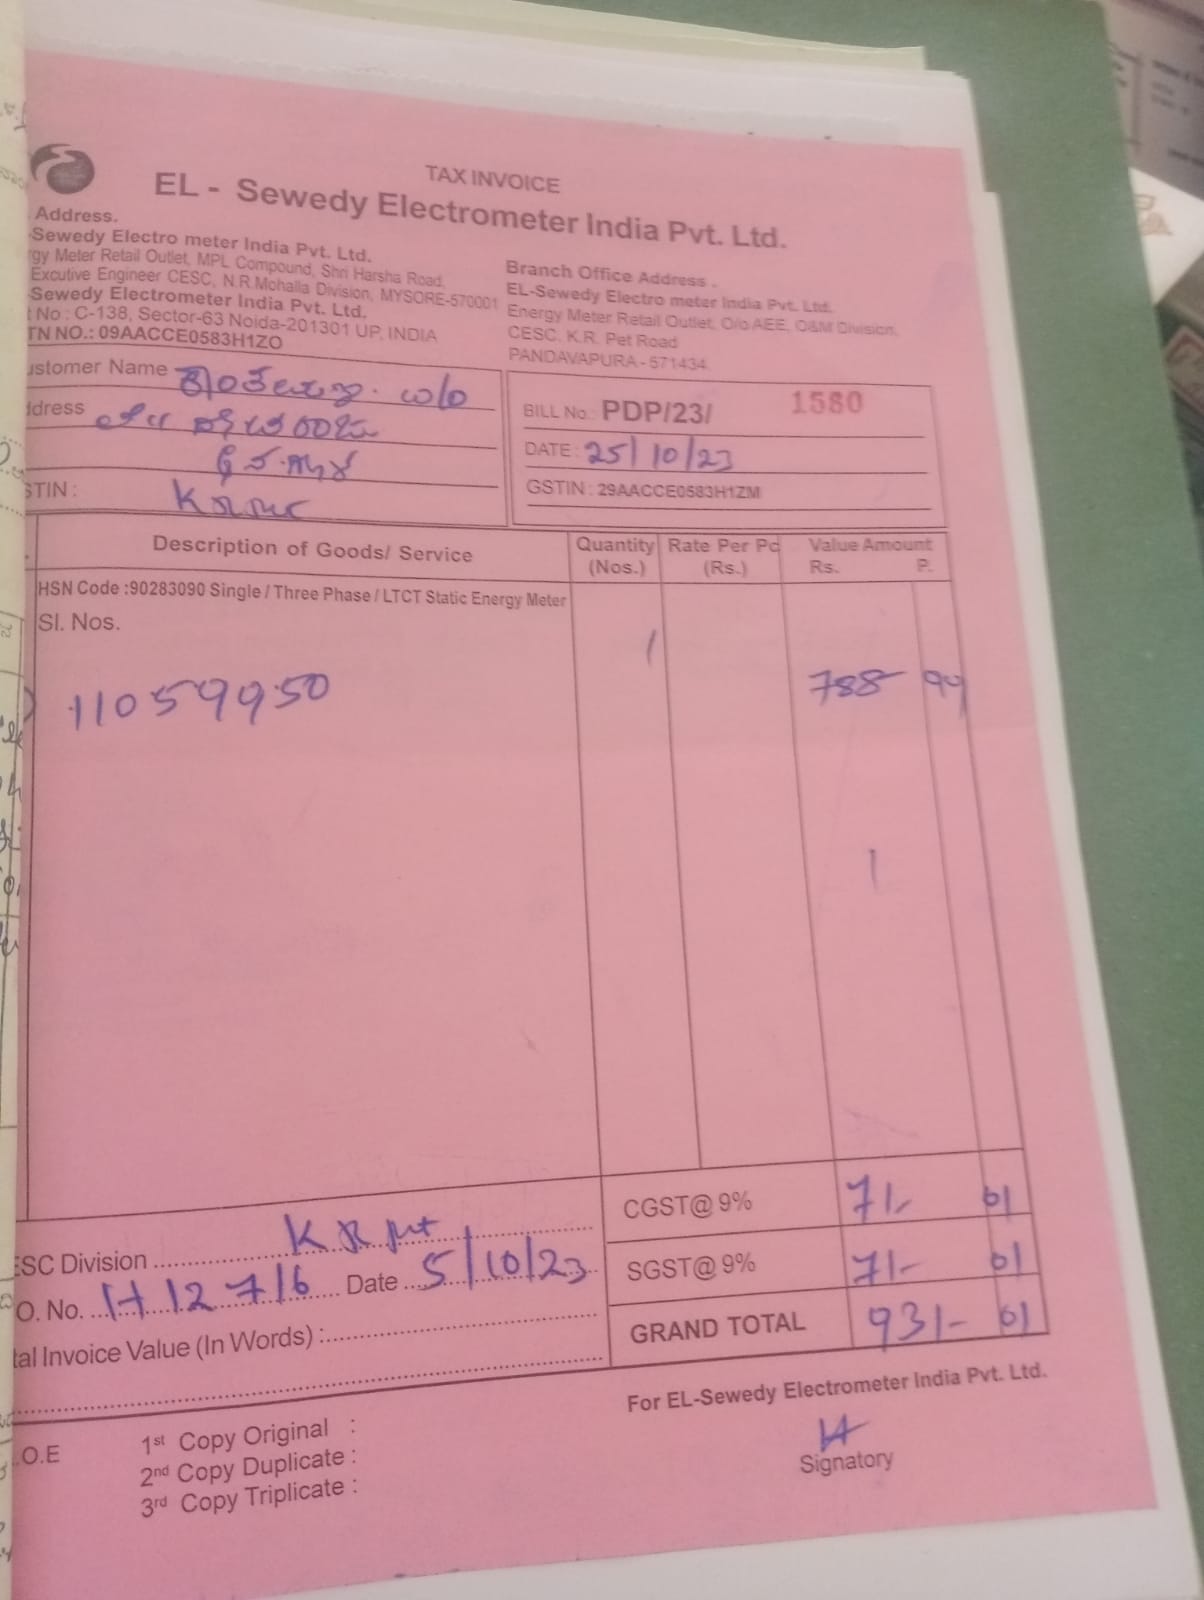 TAX INVOICE
EL - Sewedy Electrometer India Pvt. Ltd.
Address.
Sewedy Electro meter India Pvt. Ltd.
rgy Meter Retail Outlet, MPL Compound, Shri Harsha Road,
Excutive Engineer CESC, N.R.Mohalla Division, MYSORE-570001
Sewedy Electrometer India Pvt. Ltd.
No : C-138, Sector-63 Noida-201301 UP, INDIA
TN NO.: 09AACCE0583H1ZO
Branch Office Address .
EL-Sewedy Electro meter India Pvt. Ltd.
Energy Meter Retail Outlet, O/o AEE, O&M Division,
CESC, K.R. Pet Road
PANDAVAPURA - 571434
ustomer Name
w/o
ddress
STIN :
BILL No.: PDP/23/ 1580
DATE : 25/10/23
GSTIN : 29AACCE0583H1ZM
Description of Goods/ Service Quantity (Nos.) Rate Per Pc (Rs.) Value Amount Rs. P.
HSN Code :90283090 Single / Three Phase / LTCT Static Energy Meter
Sl. Nos.
1
11059950 788 94
CGST@ 9% 71 01
SGST@ 9% 71 01
GRAND TOTAL 931 01
ESC Division K R pet
O. No. H 12716 Date 5/10/23
tal Invoice Value (In Words) :
For EL-Sewedy Electrometer India Pvt. Ltd.
Signatory
.O.E
1st Copy Original :
2nd Copy Duplicate :
3rd Copy Triplicate :